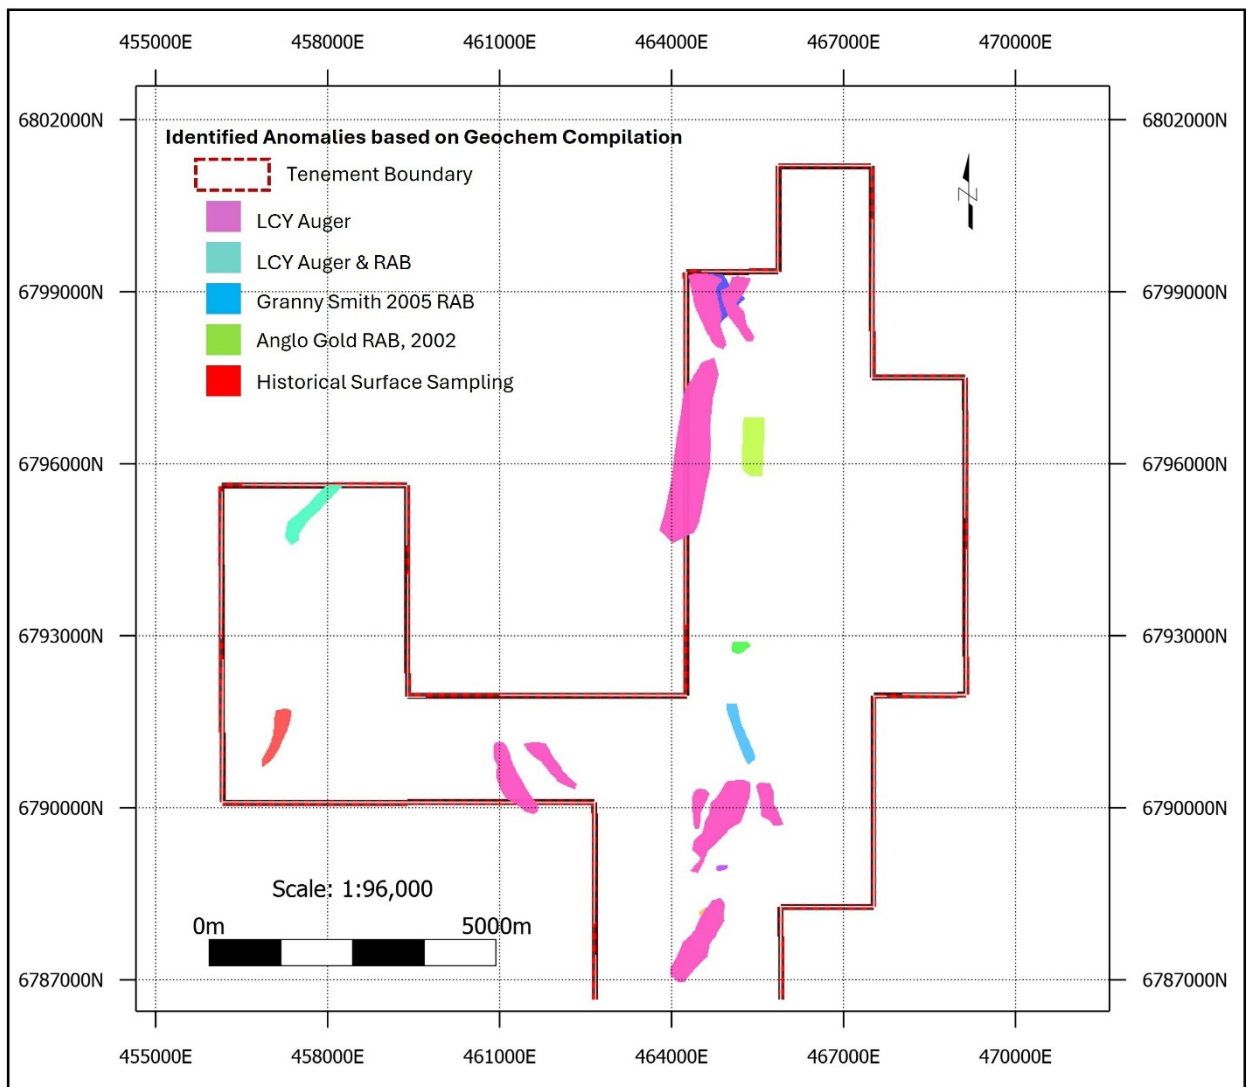 455000E 458000E 461000E 464000E 467000E 470000E
6802000N 6802000N
Identified Anomalies based on Geochem Compilation
Tenement Boundary
N
LCY Auger
LCY Auger & RAB
6799000N 6799000N
Granny Smith 2005 RAB
Anglo Gold RAB, 2002
Historical Surface Sampling
6796000N 6796000N
6793000N 6793000N
6790000N 6790000N
Scale: 1:96,000
0m 5000m
6787000N 6787000N
455000E 458000E 461000E 464000E 467000E 470000E